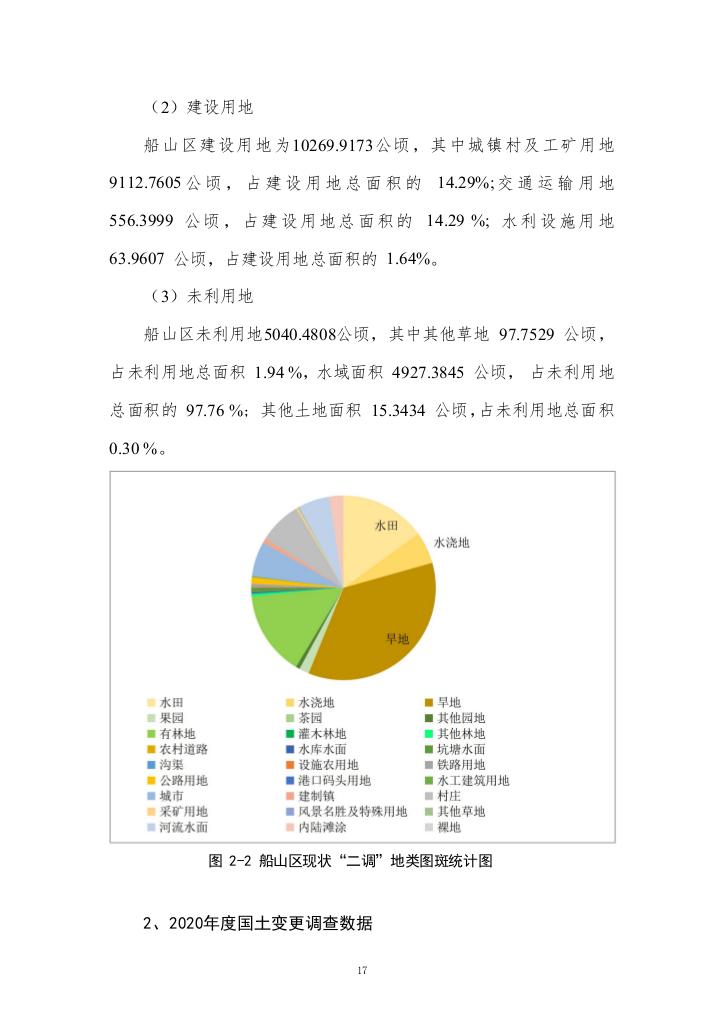 （2）建设用地
船山区建设用地为10269.9173公顷，其中城镇村及工矿用地
9112.7605公顷，占建设用地总面积的 14.29%;交通运输用地
556.3999 公顷，占建设用地总面积的 14.29 %; 水利设施用地
63.9607 公顷，占建设用地总面积的 1.64%。
（3）未利用地
船山区未利用地5040.4808公顷，其中其他草地 97.7529 公顷，
占未利用地总面积 1.94 %，水域面积 4927.3845 公顷， 占未利用地
总面积的 97.76 %；其他土地面积 15.3434 公顷，占未利用地总面积
0.30 %。
水田
水浇地
旱地
水田 水浇地 旱地
果园 茶园 其他园地
有林地 灌木林地 其他林地
农村道路 水库水面 坑塘水面
沟渠 设施农用地 铁路用地
公路用地 港口码头用地 水工建筑用地
城市 建制镇 村庄
采矿用地 风景名胜及特殊用地 其他草地
河流水面 内陆滩涂 裸地
图 2-2 船山区现状“二调”地类图斑统计图
2、2020年度国土变更调查数据
17